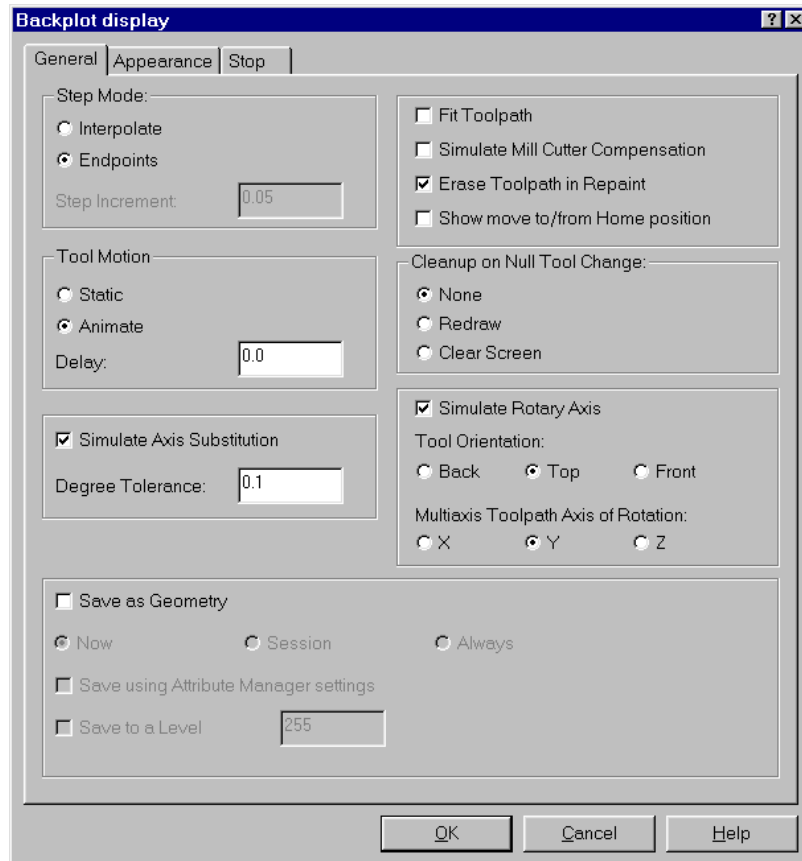 Backplot display
General Appearance Stop
Step Mode:
Interpolate
Endpoints
Step Increment: 0.05
Fit Toolpath
Simulate Mill Cutter Compensation
Erase Toolpath in Repaint
Show move to/from Home position
Tool Motion
Static
Animate
Delay: 0.0
Cleanup on Null Tool Change:
None
Redraw
Clear Screen
Simulate Axis Substitution
Degree Tolerance: 0.1
Simulate Rotary Axis
Tool Orientation:
Back Top Front
Multiaxis Toolpath Axis of Rotation:
X Y Z
Save as Geometry
Now Session Always
Save using Attribute Manager settings
Save to a Level 255
OK Cancel Help